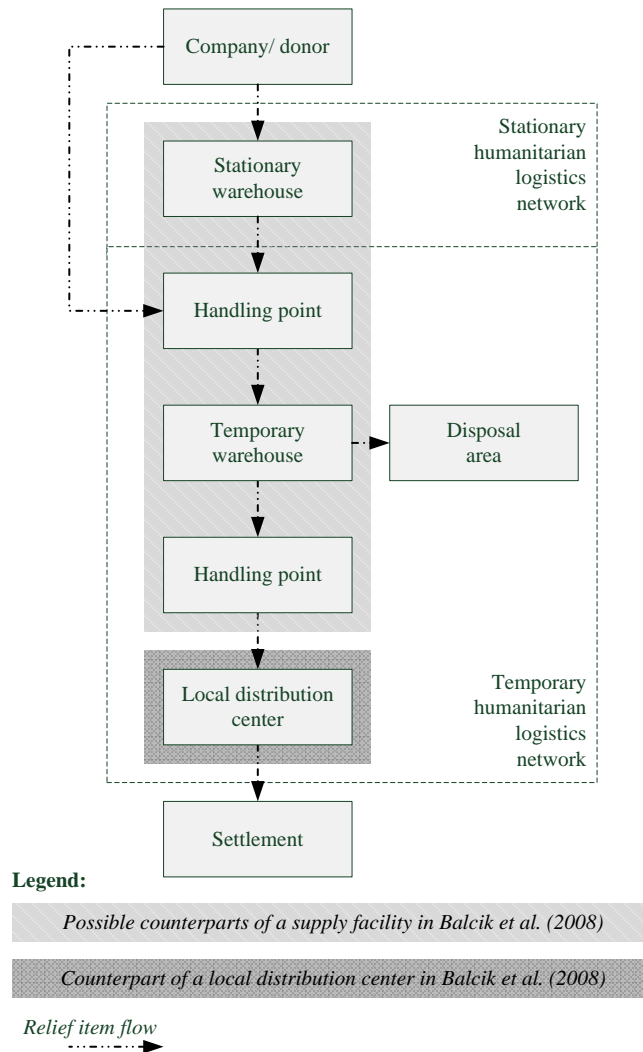 Company/ donor
Stationary
humanitarian
logistics
network
Stationary
warehouse
Handling point
Temporary
warehouse
Disposal
area
Handling point
Local distribution
center
Temporary
humanitarian
logistics
network
Settlement
Legend:
Possible counterparts of a supply facility in Balcik et al. (2008)
Counterpart of a local distribution center in Balcik et al. (2008)
Relief item flow